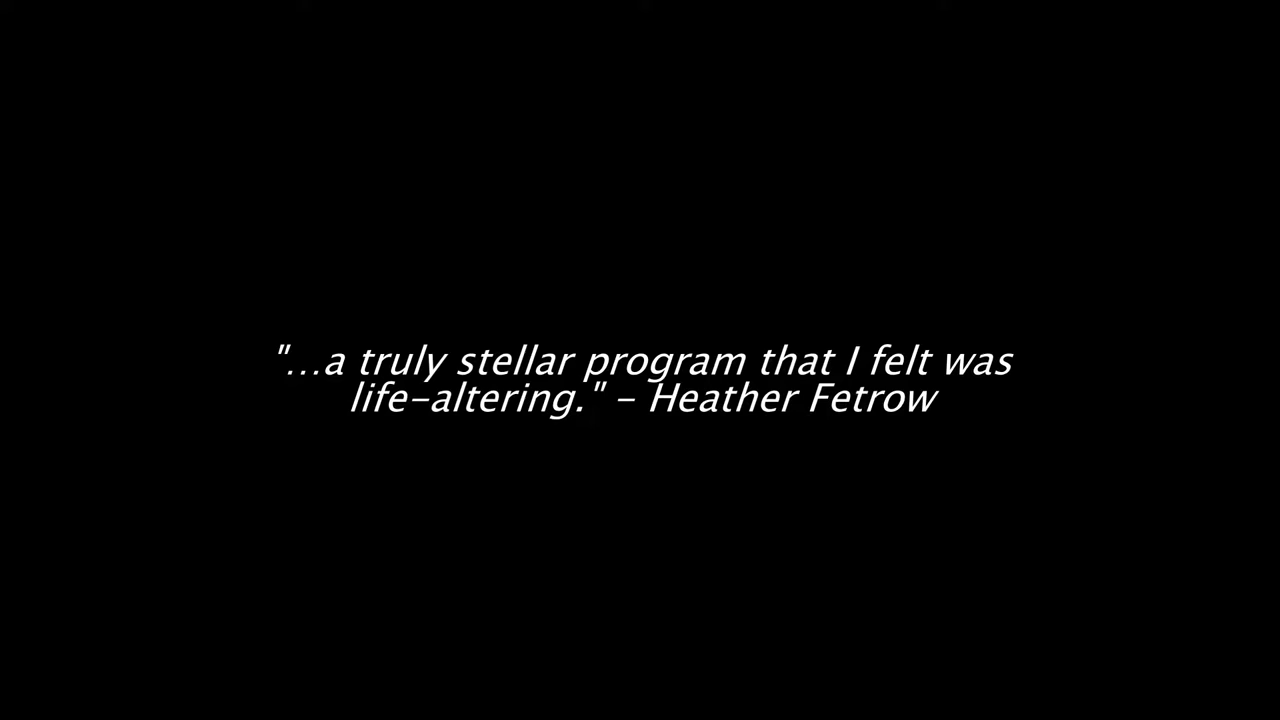 "...a truly stellar program that I felt was
life-altering." - Heather Fetrow